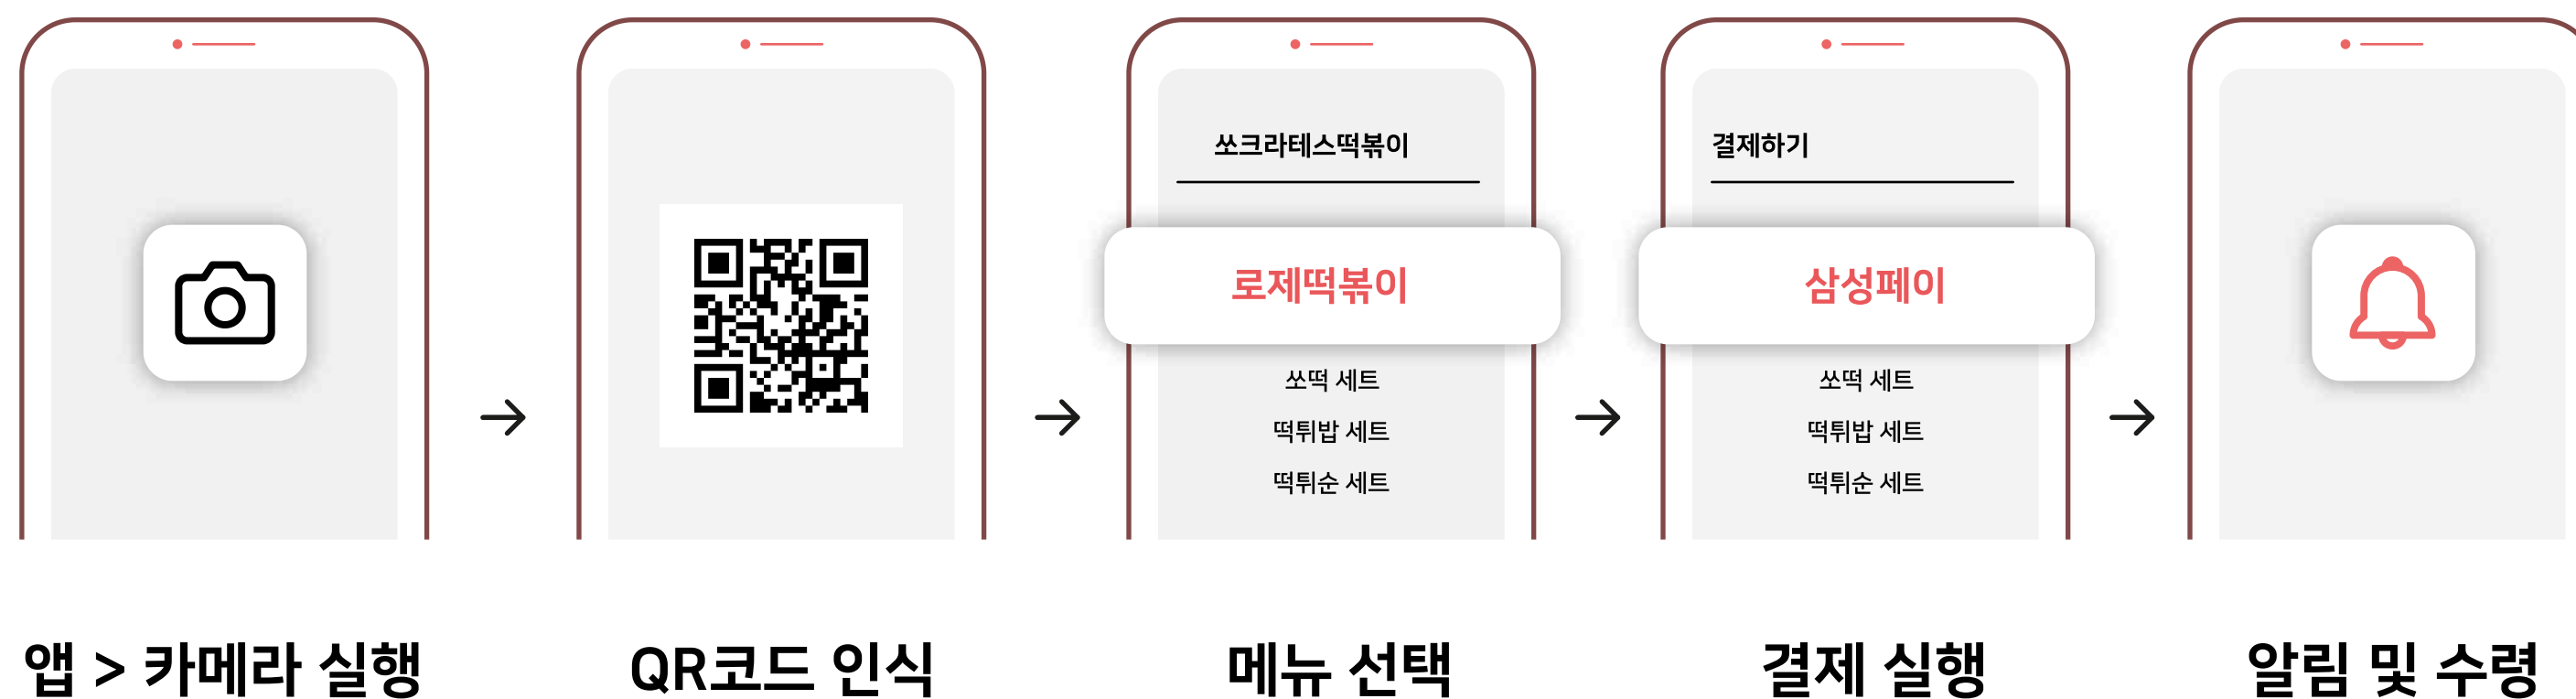 쏘크라테스떡볶이
로제떡볶이
쏘떡 세트
떡튀밥 세트
떡튀순 세트
결제하기
삼성페이
쏘떡 세트
떡튀밥 세트
떡튀순 세트
앱 > 카메라 실행
QR코드 인식
메뉴 선택
결제 실행
알림 및 수령